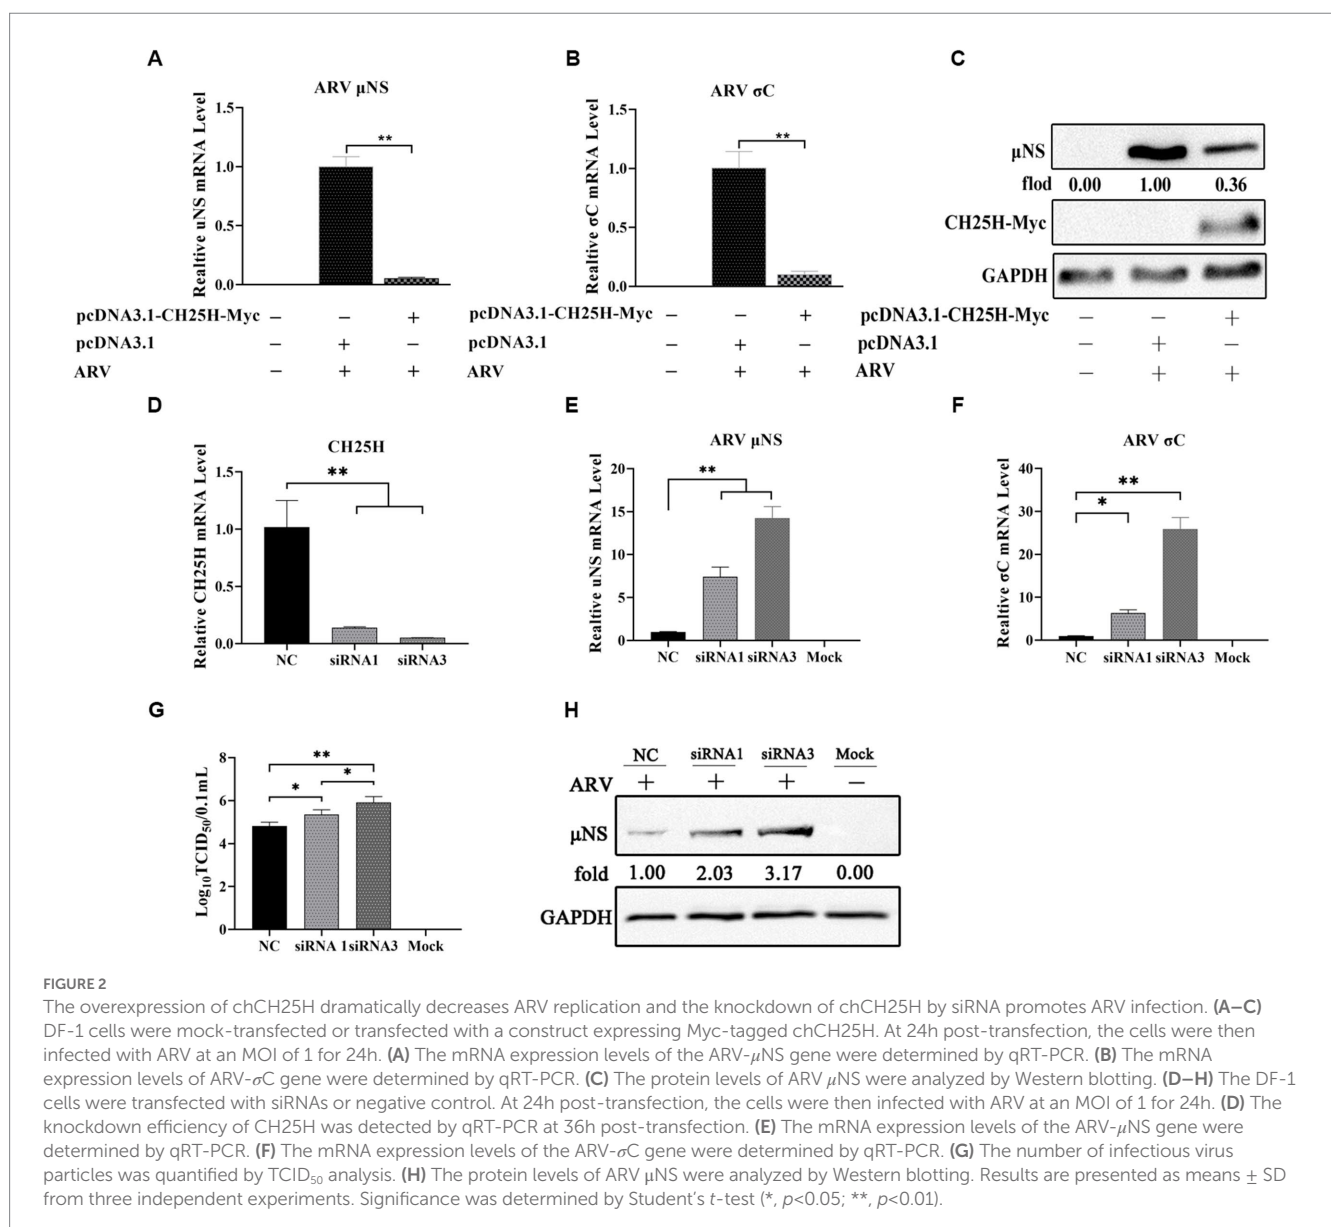 A
ARV µNS
Realtive uNS mRNA Level
1.5
1.0
0.5
0.0
**
pcDNA3.1-CH25H-Myc − − +
pcDNA3.1 − + −
ARV − + +
B
ARV σC
Realtive σC mRNA Level
1.5
1.0
0.5
0.0
**
pcDNA3.1-CH25H-Myc − − +
pcDNA3.1 − + −
ARV − + +
C
µNS
flod 0.00 1.00 0.36
CH25H-Myc
GAPDH
pcDNA3.1-CH25H-Myc − − +
pcDNA3.1 − + −
ARV − + +
D
CH25H
Relative CH25H mRNA Level
1.5
1.0
0.5
0.0
**
NC siRNA1 siRNA3
E
ARV µNS
Realtive uNS mRNA Level
20
15
10
5
0
**
NC siRNA1 siRNA3 Mock
F
ARV σC
Realtive σC mRNA Level
40
30
20
10
0
**
*
NC siRNA1 siRNA3 Mock
G
Log₁₀TCID₅₀/0.1mL
8
6
4
2
0
**
* *
NC siRNA 1 siRNA3 Mock
H
NC siRNA1 siRNA3 Mock
ARV + + + −
µNS
fold 1.00 2.03 3.17 0.00
GAPDH
FIGURE 2
The overexpression of chCH25H dramatically decreases ARV replication and the knockdown of chCH25H by siRNA promotes ARV infection. (A–C)
DF-1 cells were mock-transfected or transfected with a construct expressing Myc-tagged chCH25H. At 24h post-transfection, the cells were then
infected with ARV at an MOI of 1 for 24h. (A) The mRNA expression levels of the ARV-µNS gene were determined by qRT-PCR. (B) The mRNA
expression levels of ARV-σC gene were determined by qRT-PCR. (C) The protein levels of ARV µNS were analyzed by Western blotting. (D–H) The DF-1
cells were transfected with siRNAs or negative control. At 24h post-transfection, the cells were then infected with ARV at an MOI of 1 for 24h. (D) The
knockdown efficiency of CH25H was detected by qRT-PCR at 36h post-transfection. (E) The mRNA expression levels of the ARV-µNS gene were
determined by qRT-PCR. (F) The mRNA expression levels of the ARV-σC gene were determined by qRT-PCR. (G) The number of infectious virus
particles was quantified by TCID₅₀ analysis. (H) The protein levels of ARV µNS were analyzed by Western blotting. Results are presented as means ± SD
from three independent experiments. Significance was determined by Student's t-test (*, p<0.05; **, p<0.01).